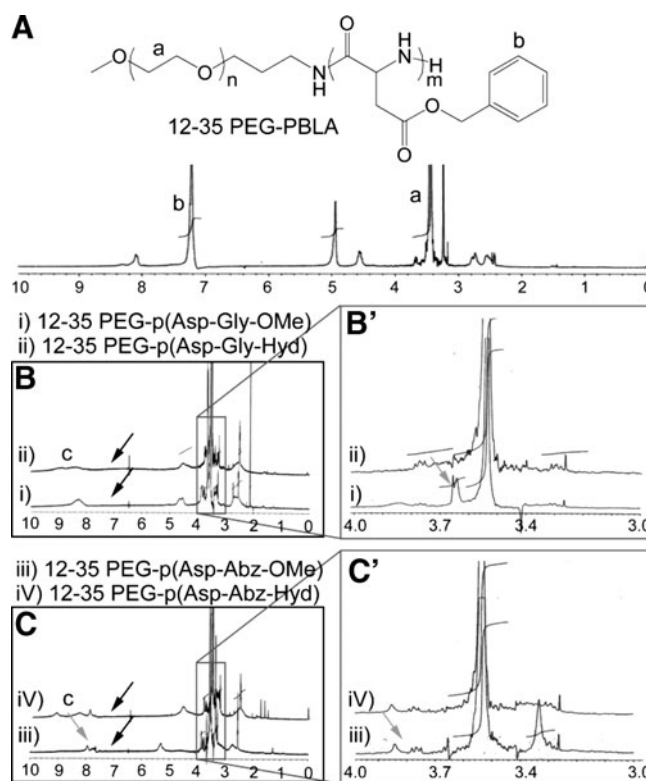 A
a
b
O
O
n
N
H
O
H
N
H
m
O
O
12-35 PEG-PBLA
b
a
10 9 8 7 6 5 4 3 2 1 0
i) 12-35 PEG-p(Asp-Gly-OMe)
ii) 12-35 PEG-p(Asp-Gly-Hyd)
B
ii) c
i)
10 9 8 7 6 5 4 3 2 1 0
B'
ii)
i)
4.0 3.7 3.4 3.0
iii) 12-35 PEG-p(Asp-Abz-OMe)
iV) 12-35 PEG-p(Asp-Abz-Hyd)
C
iV) c
iii)
10 9 8 7 6 5 4 3 2 1 0
C'
iV)
iii)
4.0 3.7 3.4 3.0